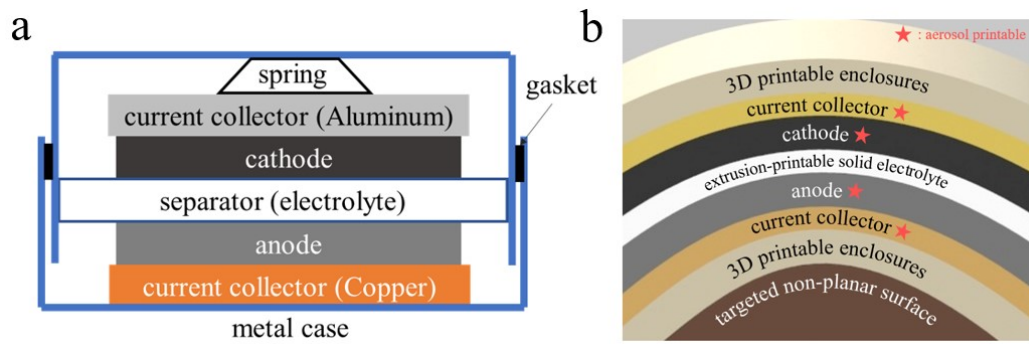 a
spring
gasket
current collector (Aluminum)
cathode
separator (electrolyte)
anode
current collector (Copper)
metal case
b
★ : aerosol printable
3D printable enclosures
current collector ★
cathode ★
extrusion-printable solid electrolyte
anode ★
current collector ★
3D printable enclosures
targeted non-planar surface